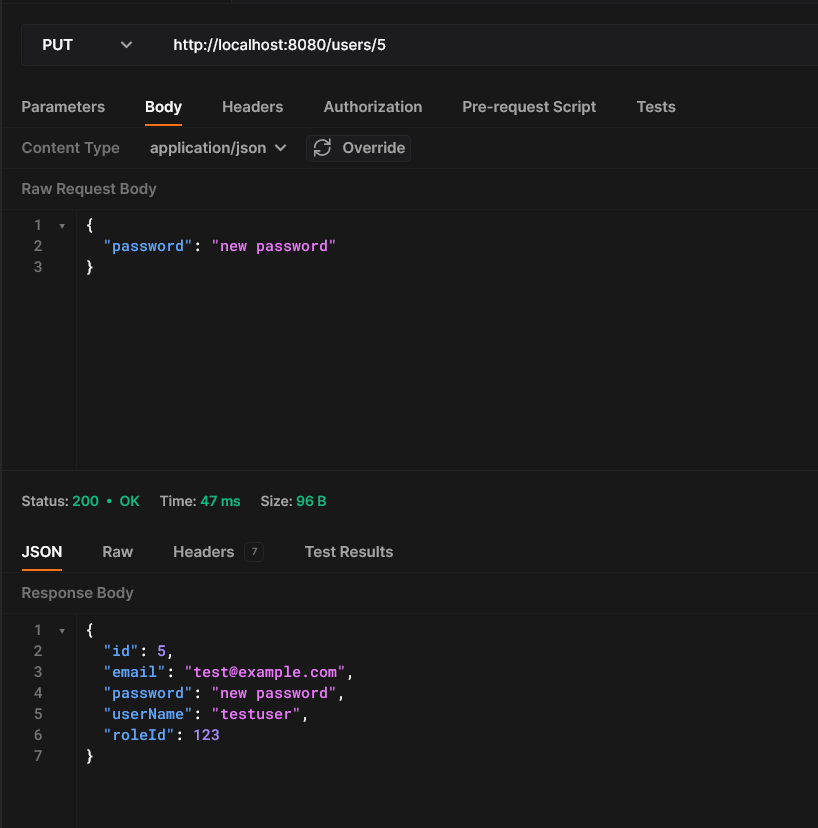 PUT http://localhost:8080/users/5
Parameters Body Headers Authorization Pre-request Script Tests
Content Type application/json Override
Raw Request Body
1 {
2 "password": "new password"
3 }
Status: 200 • OK Time: 47 ms Size: 96 B
JSON Raw Headers 7 Test Results
Response Body
1 {
2 "id": 5,
3 "email": "test@example.com",
4 "password": "new password",
5 "userName": "testuser",
6 "roleId": 123
7 }